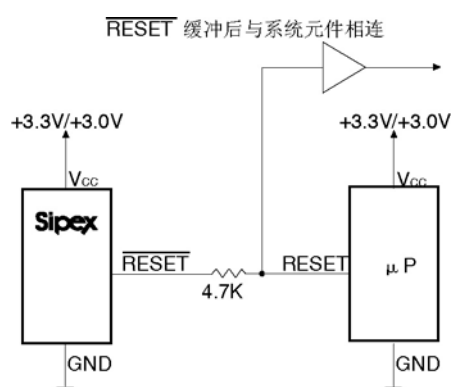 RESET 缓冲后与系统元件相连
+3.3V/+3.0V
+3.3V/+3.0V
Vcc
Vcc
Sipex
RESET
RESET
μ P
4.7K
GND
GND